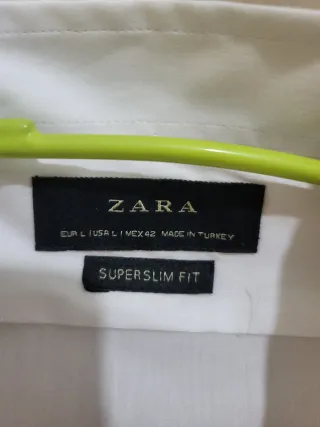 ZARA
EUR L | USA L | MEX 42 MADE IN TURKEY
SUPERSLIM FIT